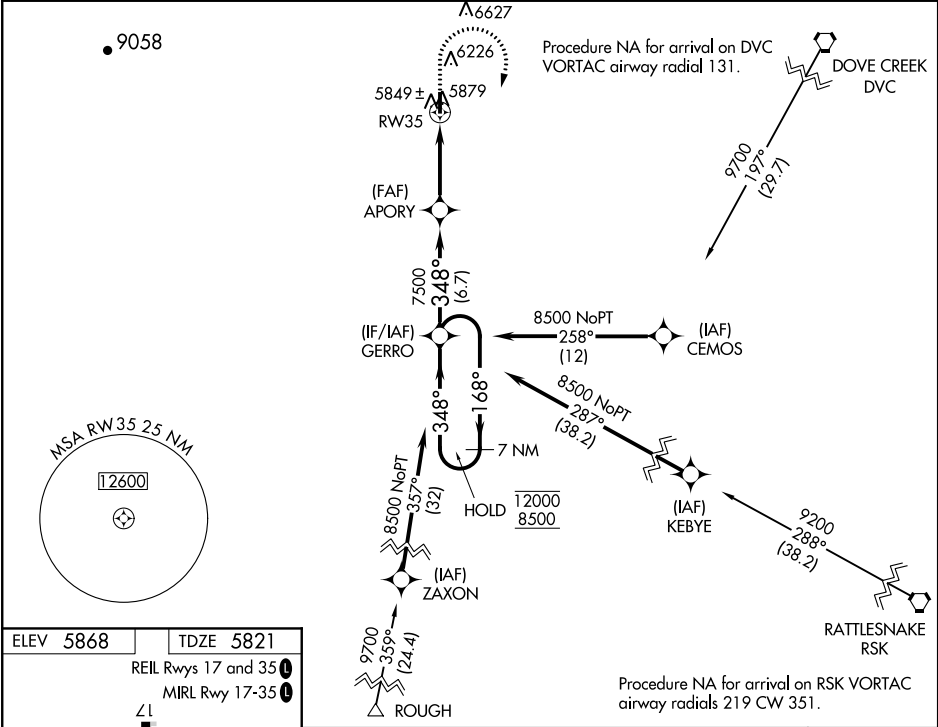 6627
9058
6226
Procedure NA for arrival on DVC
VORTAC airway radial 131.
DOVE CREEK
DVC
5849 ±
5879
RW35
9700
197°
(29.7)
(FAF)
APORY
7500
348°
(6.7)
(IF/IAF)
GERRO
8500 NoPT
258°
(12)
(IAF)
CEMOS
348°
168°
8500 NoPT
287°
(38.2)
7 NM
HOLD
12000
8500
(IAF)
KEBYE
MSA RW35 25 NM
12600
8500 NoPT
357°
(32)
(IAF)
ZAXON
9200
288°
(38.2)
RATTLESNAKE
RSK
9700
359°
(24.4)
ROUGH
ELEV 5868
TDZE 5821
REIL Rwys 17 and 35 L
MIRL Rwy 17-35 L
17
Procedure NA for arrival on RSK VORTAC
airway radials 219 CW 351.